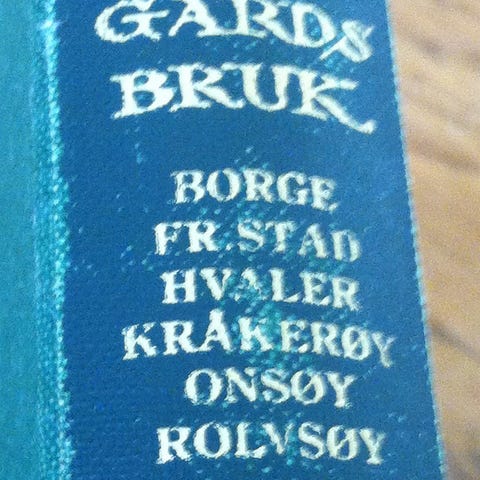 GARDS
BRUK
BORGE
FR.STAD
HVALER
KRÅKERØY
ONSØY
ROLVSØY